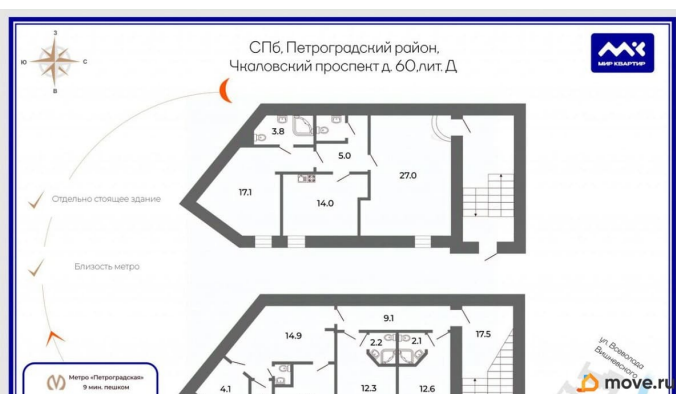 СПб, Петроградский район,
Чкаловский проспект д. 60,лит. Д
МИР КВАРТИР
З
Ю
С
В
3.8
5.0
17.1
14.0
27.0
Отдельно стоящее здание
Близость метро
9.1
14.9
2.2
2.1
17.5
4.1
12.3
12.6
ул. Всеволода
Вишневского
Метро «Петроградская»
9 мин. пешком
move.ru